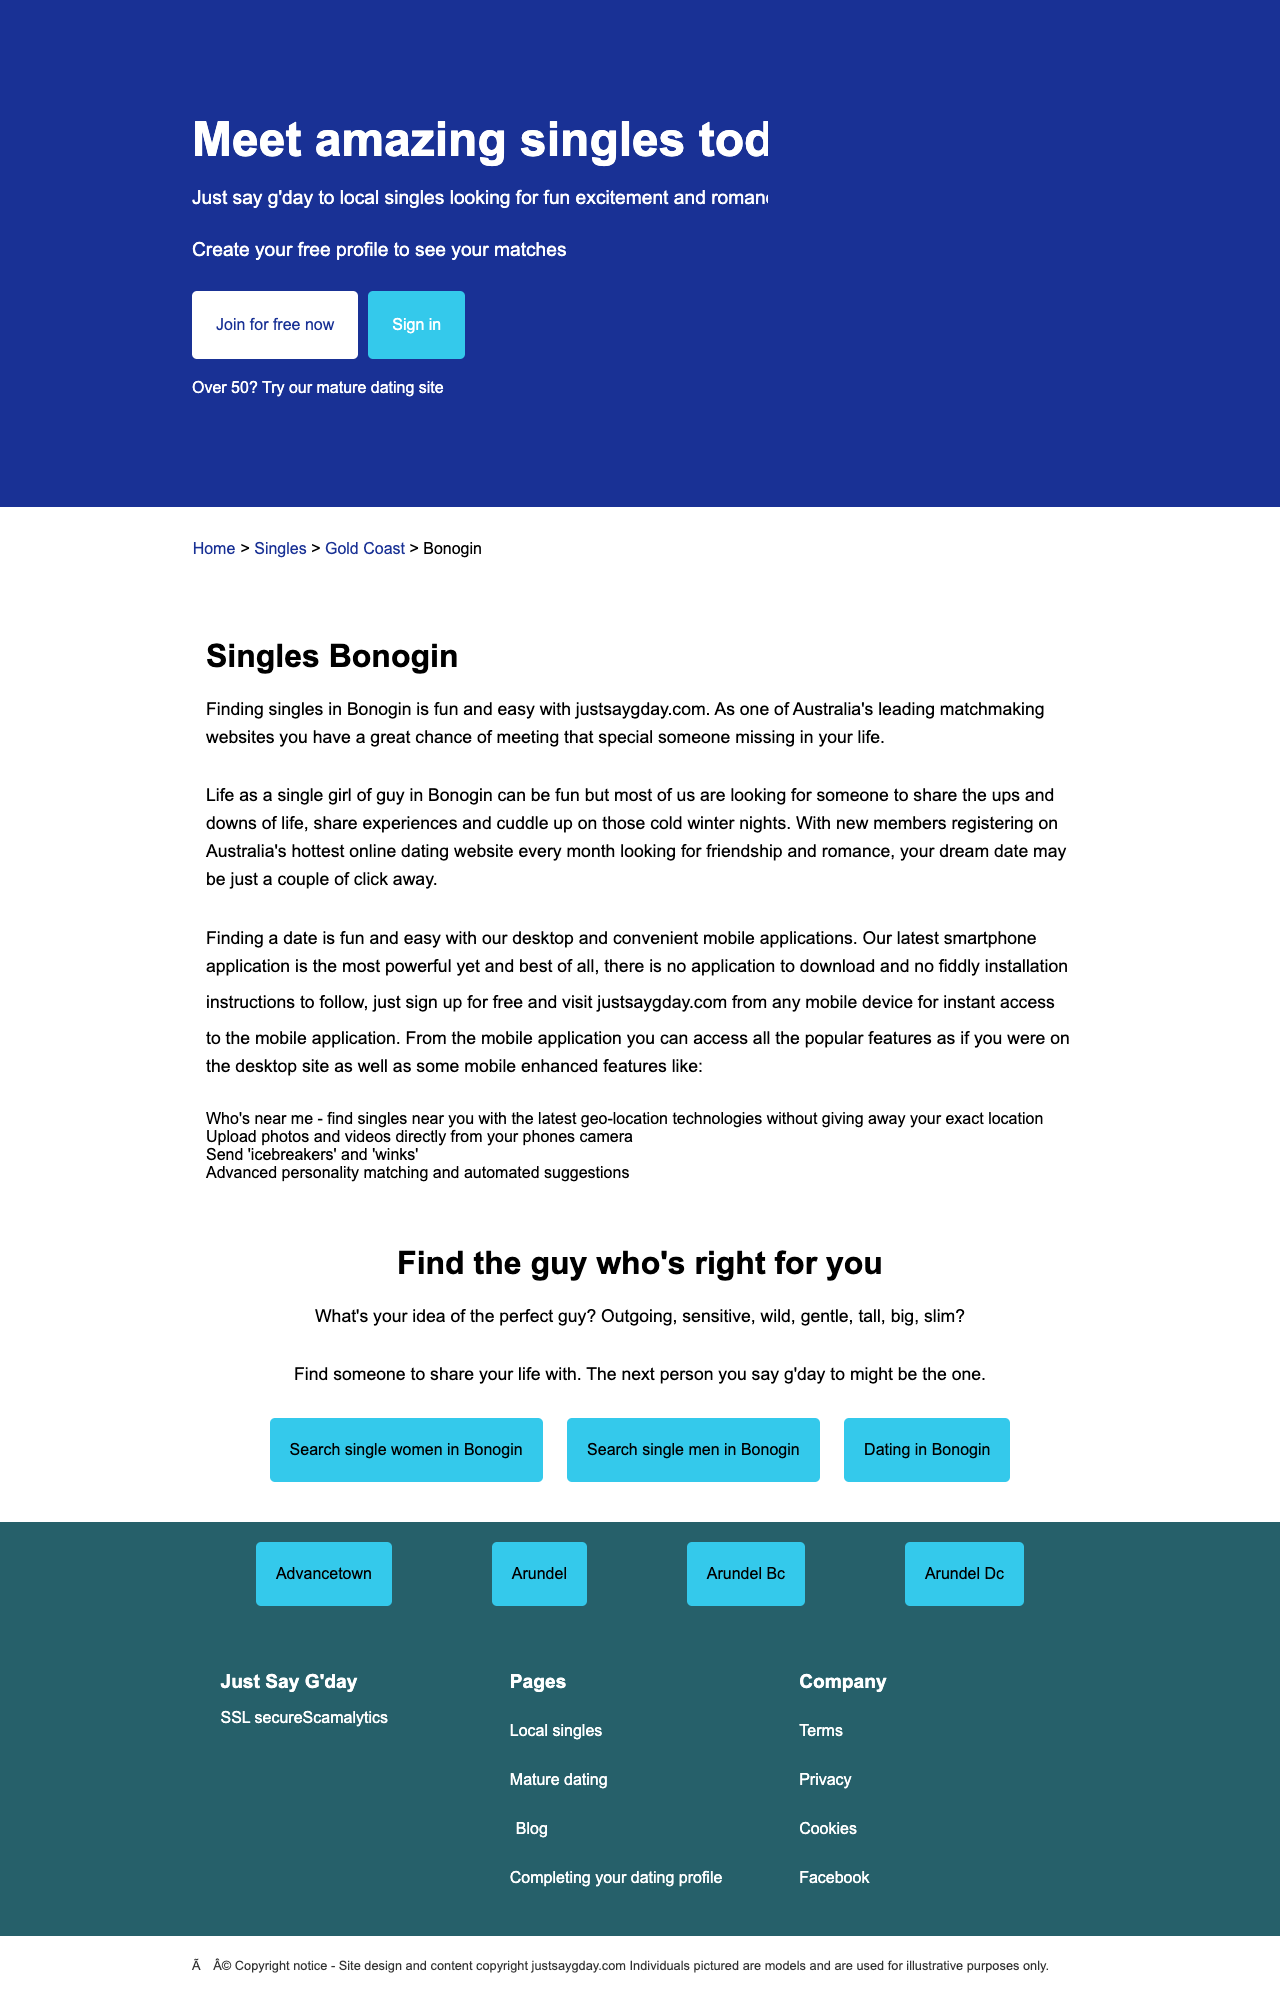 Meet amazing singles tod
Just say g'day to local singles looking for fun excitement and romanc
Create your free profile to see your matches
Join for free now Sign in
Over 50? Try our mature dating site
Home > Singles > Gold Coast > Bonogin
Singles Bonogin
Finding singles in Bonogin is fun and easy with justsaygday.com. As one of Australia's leading matchmaking
websites you have a great chance of meeting that special someone missing in your life.
Life as a single girl of guy in Bonogin can be fun but most of us are looking for someone to share the ups and
downs of life, share experiences and cuddle up on those cold winter nights. With new members registering on
Australia's hottest online dating website every month looking for friendship and romance, your dream date may
be just a couple of click away.
Finding a date is fun and easy with our desktop and convenient mobile applications. Our latest smartphone
application is the most powerful yet and best of all, there is no application to download and no fiddly installation
instructions to follow, just sign up for free and visit justsaygday.com from any mobile device for instant access
to the mobile application. From the mobile application you can access all the popular features as if you were on
the desktop site as well as some mobile enhanced features like:
Who's near me - find singles near you with the latest geo-location technologies without giving away your exact location
Upload photos and videos directly from your phones camera
Send 'icebreakers' and 'winks'
Advanced personality matching and automated suggestions
Find the guy who's right for you
What's your idea of the perfect guy? Outgoing, sensitive, wild, gentle, tall, big, slim?
Find someone to share your life with. The next person you say g'day to might be the one.
Search single women in Bonogin Search single men in Bonogin Dating in Bonogin
Advancetown Arundel Arundel Bc Arundel Dc
Just Say G'day
SSL secureScamalytics
Pages
Local singles
Mature dating
Blog
Completing your dating profile
Company
Terms
Privacy
Cookies
Facebook
Ã Â© Copyright notice - Site design and content copyright justsaygday.com Individuals pictured are models and are used for illustrative purposes only.